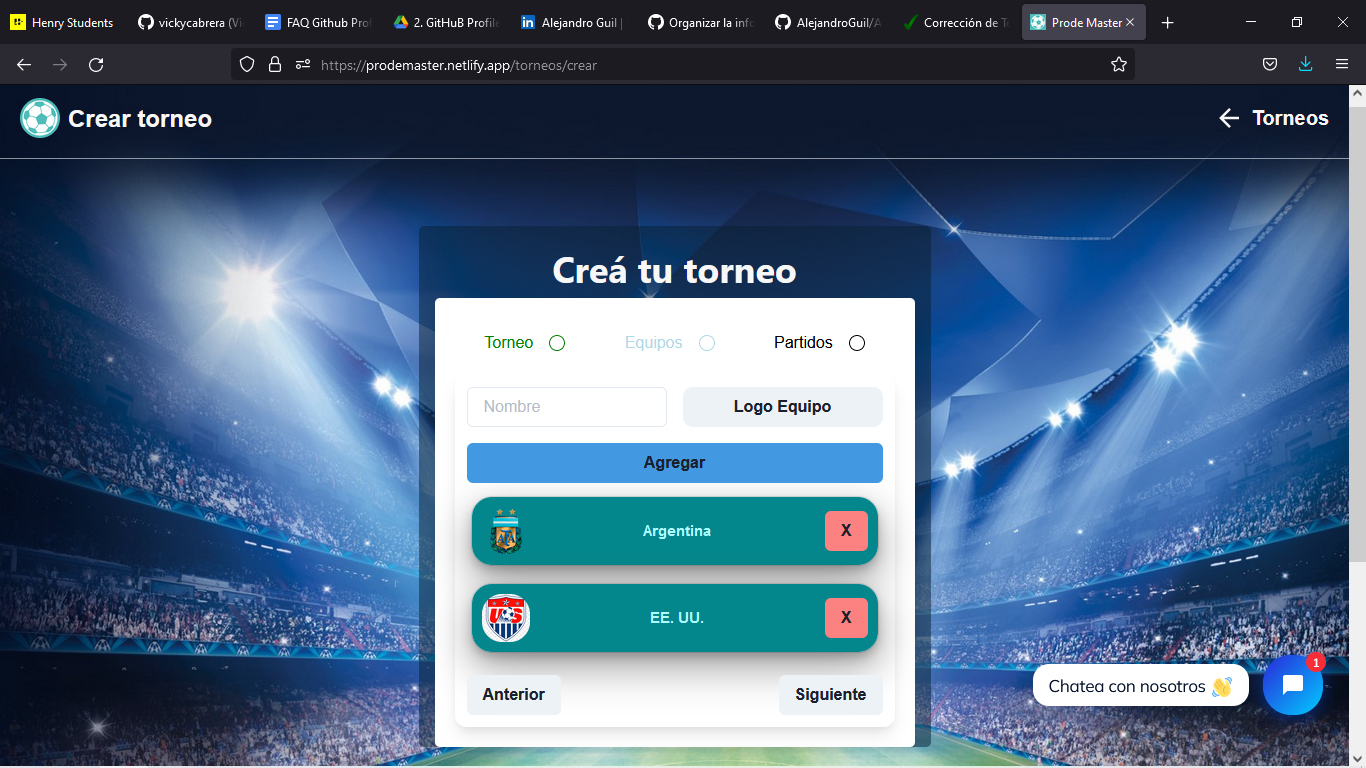 Henry Students
vickycabrera (Vi
FAQ Github Prof
2. GitHuB Profile
Alejandro Guil |
Organizar la info
AlejandroGuil/A
Corrección de Te
Prode Master
https://prodemaster.netlify.app/torneos/crear
Crear torneo
Torneos
Creá tu torneo
Torneo
Equipos
Partidos
Nombre
Logo Equipo
Agregar
Argentina
X
EE. UU.
X
Anterior
Siguiente
Chatea con nosotros 👋
1